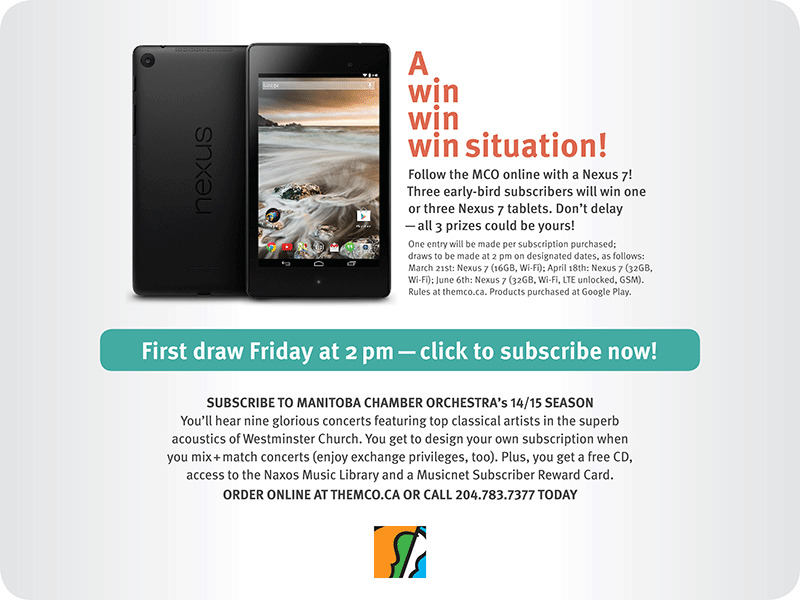 nexus
Google
A
win
win
win situation!
Follow the MCO online with a Nexus 7!
Three early-bird subscribers will win one
or three Nexus 7 tablets. Don’t delay
— all 3 prizes could be yours!
One entry will be made per subscription purchased;
draws to be made at 2 pm on designated dates, as follows:
March 21st: Nexus 7 (16GB, Wi-Fi); April 18th: Nexus 7 (32GB,
Wi-Fi); June 6th: Nexus 7 (32GB, Wi-Fi, LTE unlocked, GSM).
Rules at themco.ca. Products purchased at Google Play.
First draw Friday at 2 pm — click to subscribe now!
SUBSCRIBE TO MANITOBA CHAMBER ORCHESTRA’s 14/15 SEASON
You’ll hear nine glorious concerts featuring top classical artists in the superb
acoustics of Westminster Church. You get to design your own subscription when
you mix + match concerts (enjoy exchange privileges, too). Plus, you get a free CD,
access to the Naxos Music Library and a Musicnet Subscriber Reward Card.
ORDER ONLINE AT THEMCO.CA OR CALL 204.783.7377 TODAY